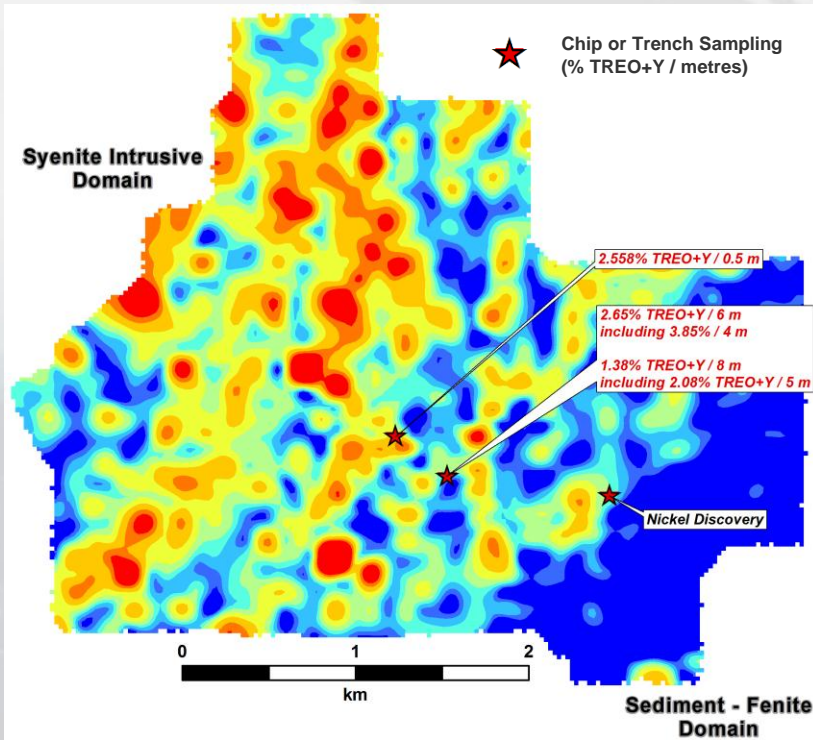 Chip or Trench Sampling
(% TREO+Y / metres)
Syenite Intrusive
Domain
2.558% TREO+Y / 0.5 m
2.65% TREO+Y / 6 m
including 3.85% / 4 m
1.38% TREO+Y / 8 m
including 2.08% TREO+Y / 5 m
Nickel Discovery
0 1 2
km
Sediment - Fenite
Domain